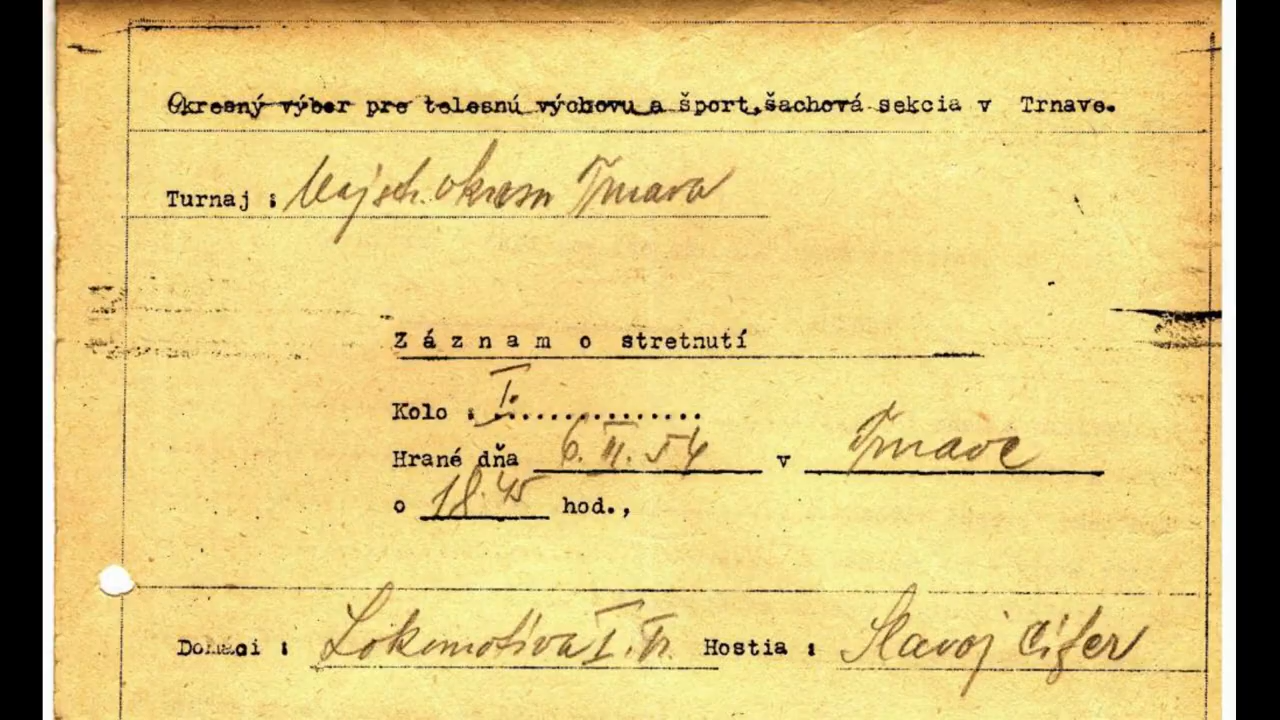 Okresný výbor pre telesnú výchovu a šport,šachová sekcia v Trnave.
Turnaj : Majstr. okresu Trnava
Záznam o stretnutí
Kolo : I. ..............
Hrané dňa 6. II. 54 v Trnave
o 18.45 hod.,
Domáci : Lokomotíva I. Tr. Hostia : Slavoj Cífer